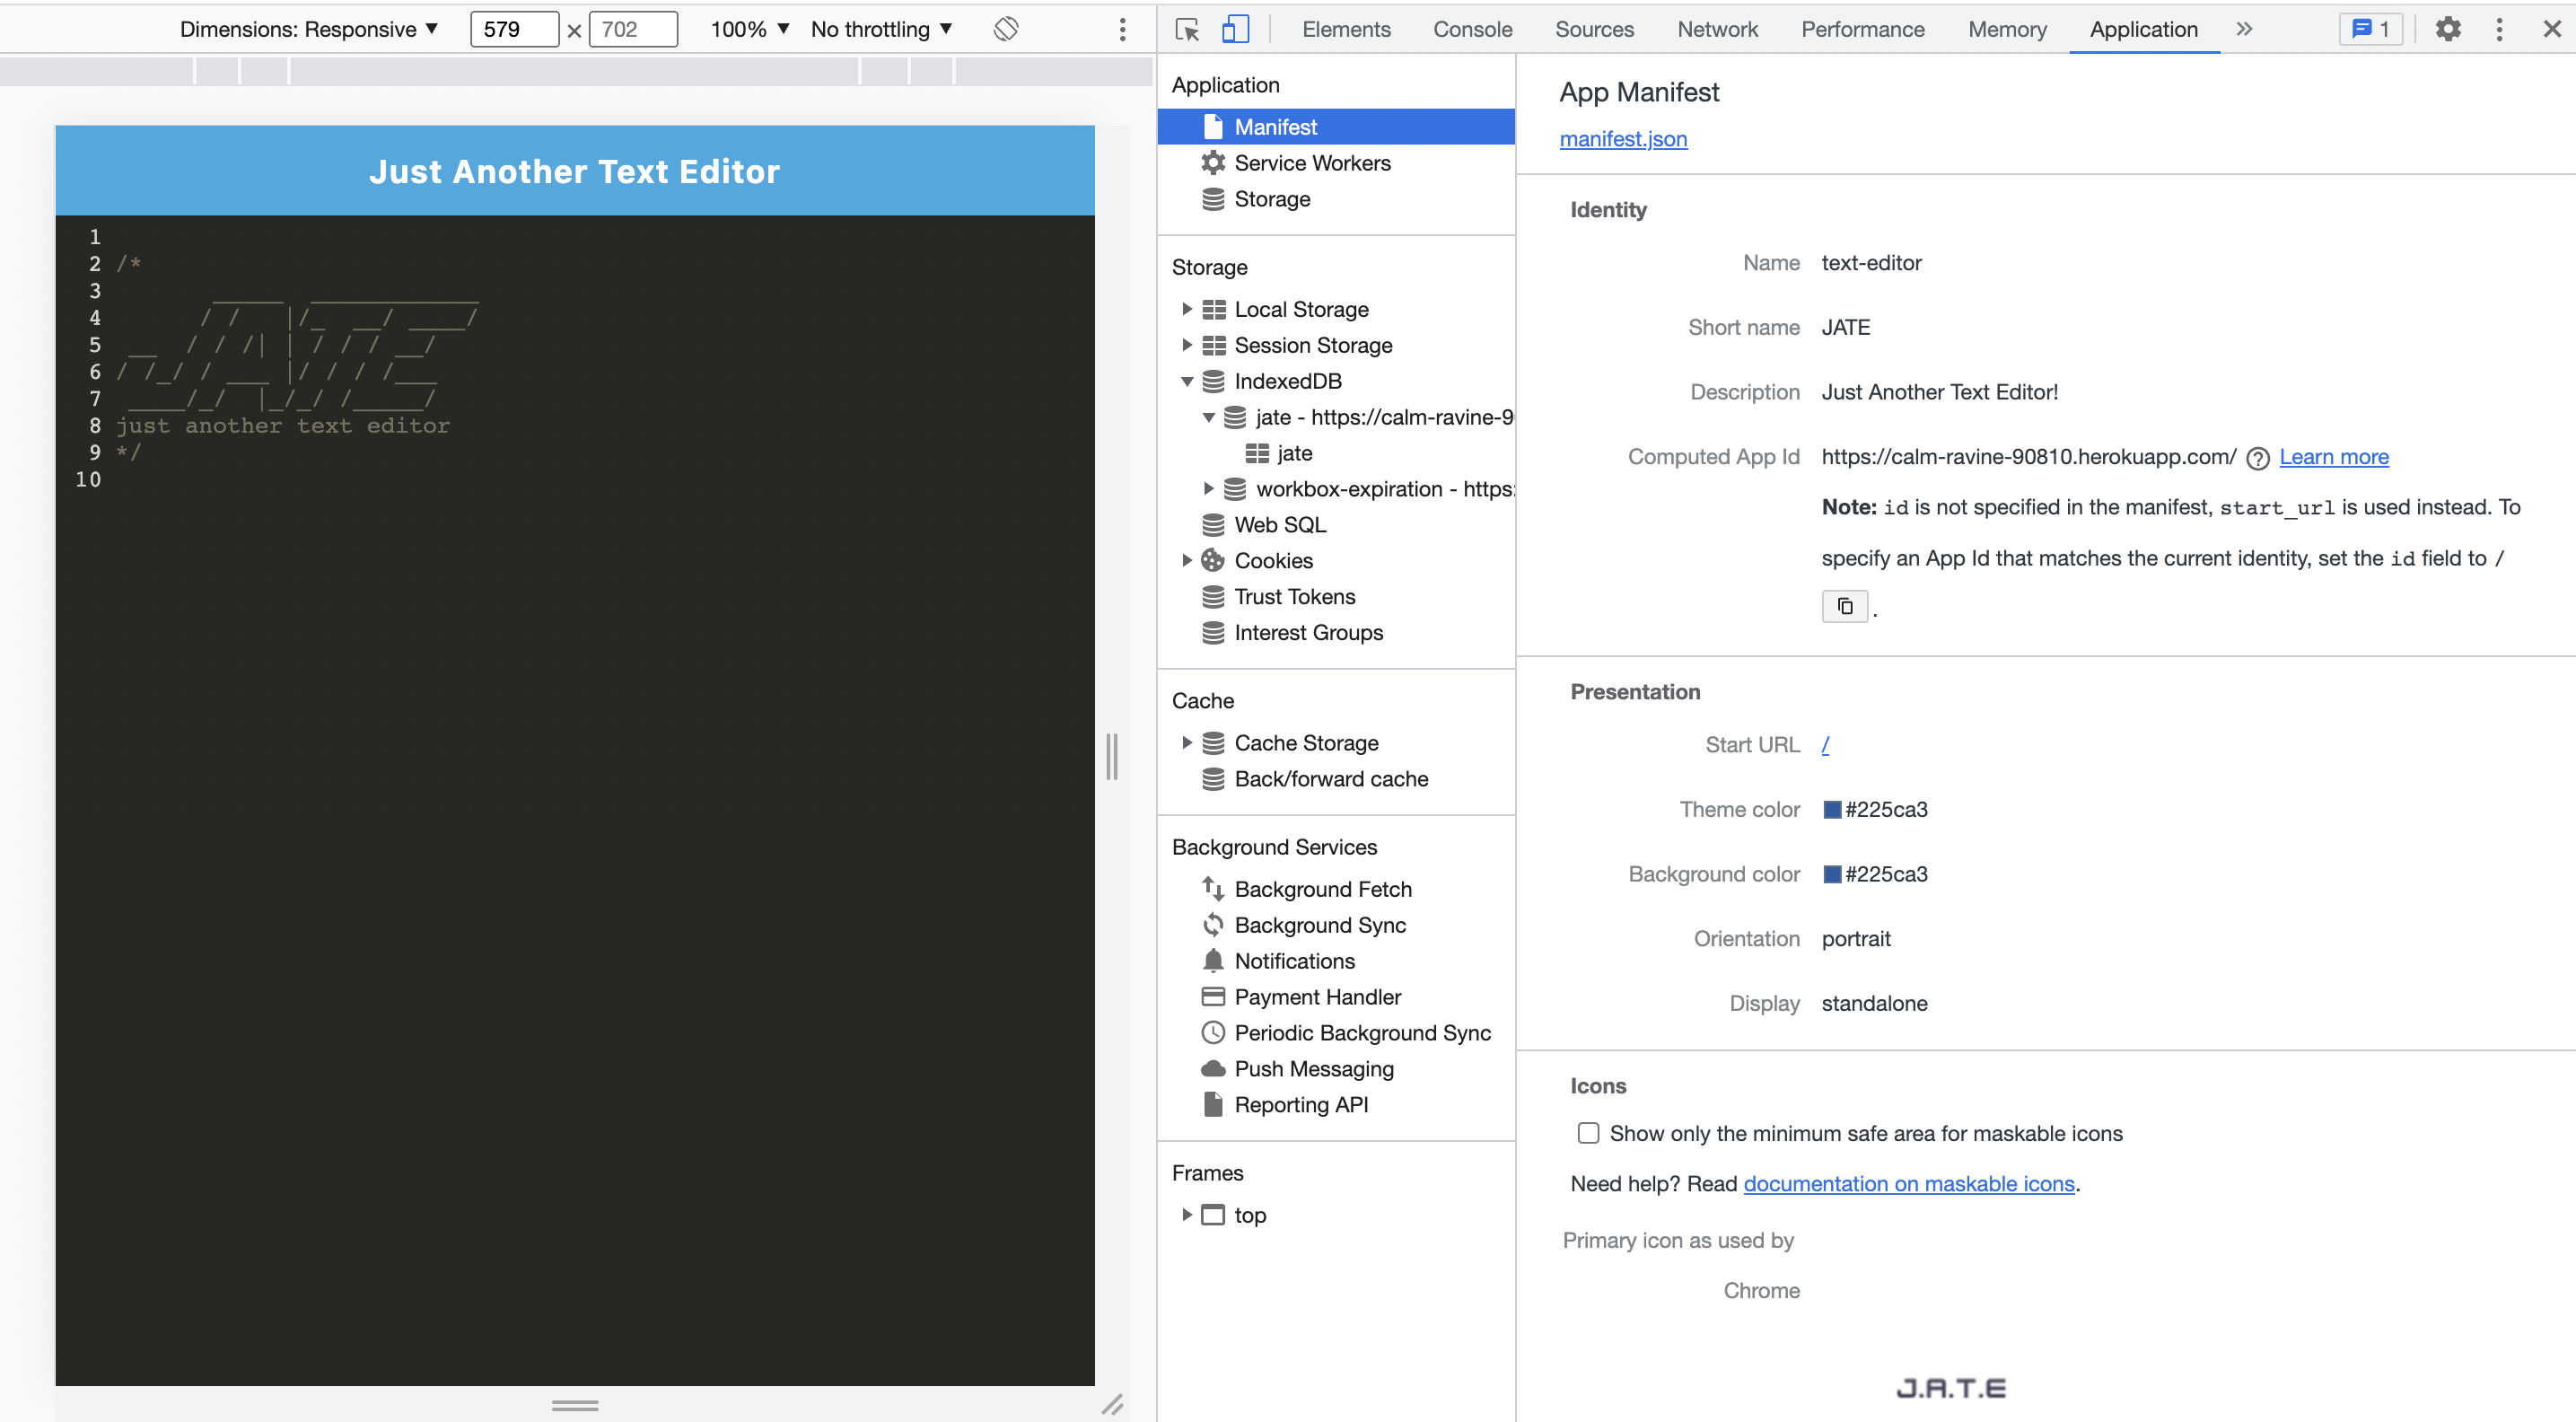 Dimensions: Responsive ▼ 579 × 702 100% ▼ No throttling ▼
Elements Console Sources Network Performance Memory Application » 1
Just Another Text Editor
1
2 /*
3
4
5
6
7
8 just another text editor
9 */
10
Application
Manifest
Service Workers
Storage
Storage
Local Storage
Session Storage
IndexedDB
jate - https://calm-ravine-9
jate
workbox-expiration - https:
Web SQL
Cookies
Trust Tokens
Interest Groups
Cache
Cache Storage
Back/forward cache
Background Services
Background Fetch
Background Sync
Notifications
Payment Handler
Periodic Background Sync
Push Messaging
Reporting API
Frames
top
App Manifest
manifest.json
Identity
Name text-editor
Short name JATE
Description Just Another Text Editor!
Computed App Id https://calm-ravine-90810.herokuapp.com/ ? Learn more
Note: id is not specified in the manifest, start_url is used instead. To
specify an App Id that matches the current identity, set the id field to /
.
Presentation
Start URL /
Theme color #225ca3
Background color #225ca3
Orientation portrait
Display standalone
Icons
Show only the minimum safe area for maskable icons
Need help? Read documentation on maskable icons.
Primary icon as used by
Chrome
J.A.T.E